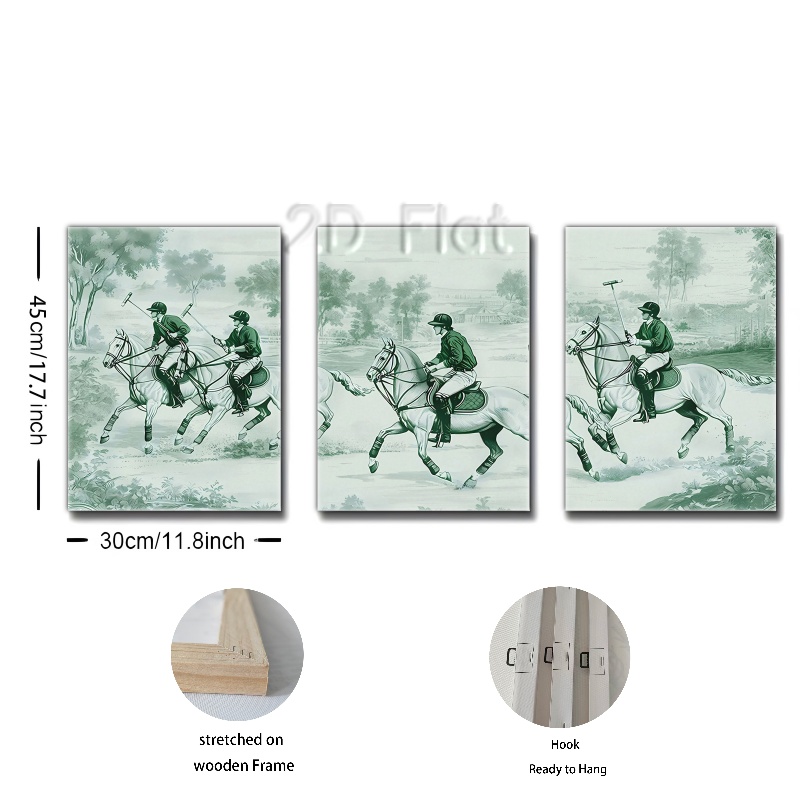 2D Flat
45cm/17.7inch
30cm/11.8inch
stretched on
wooden Frame
Hook
Ready to Hang